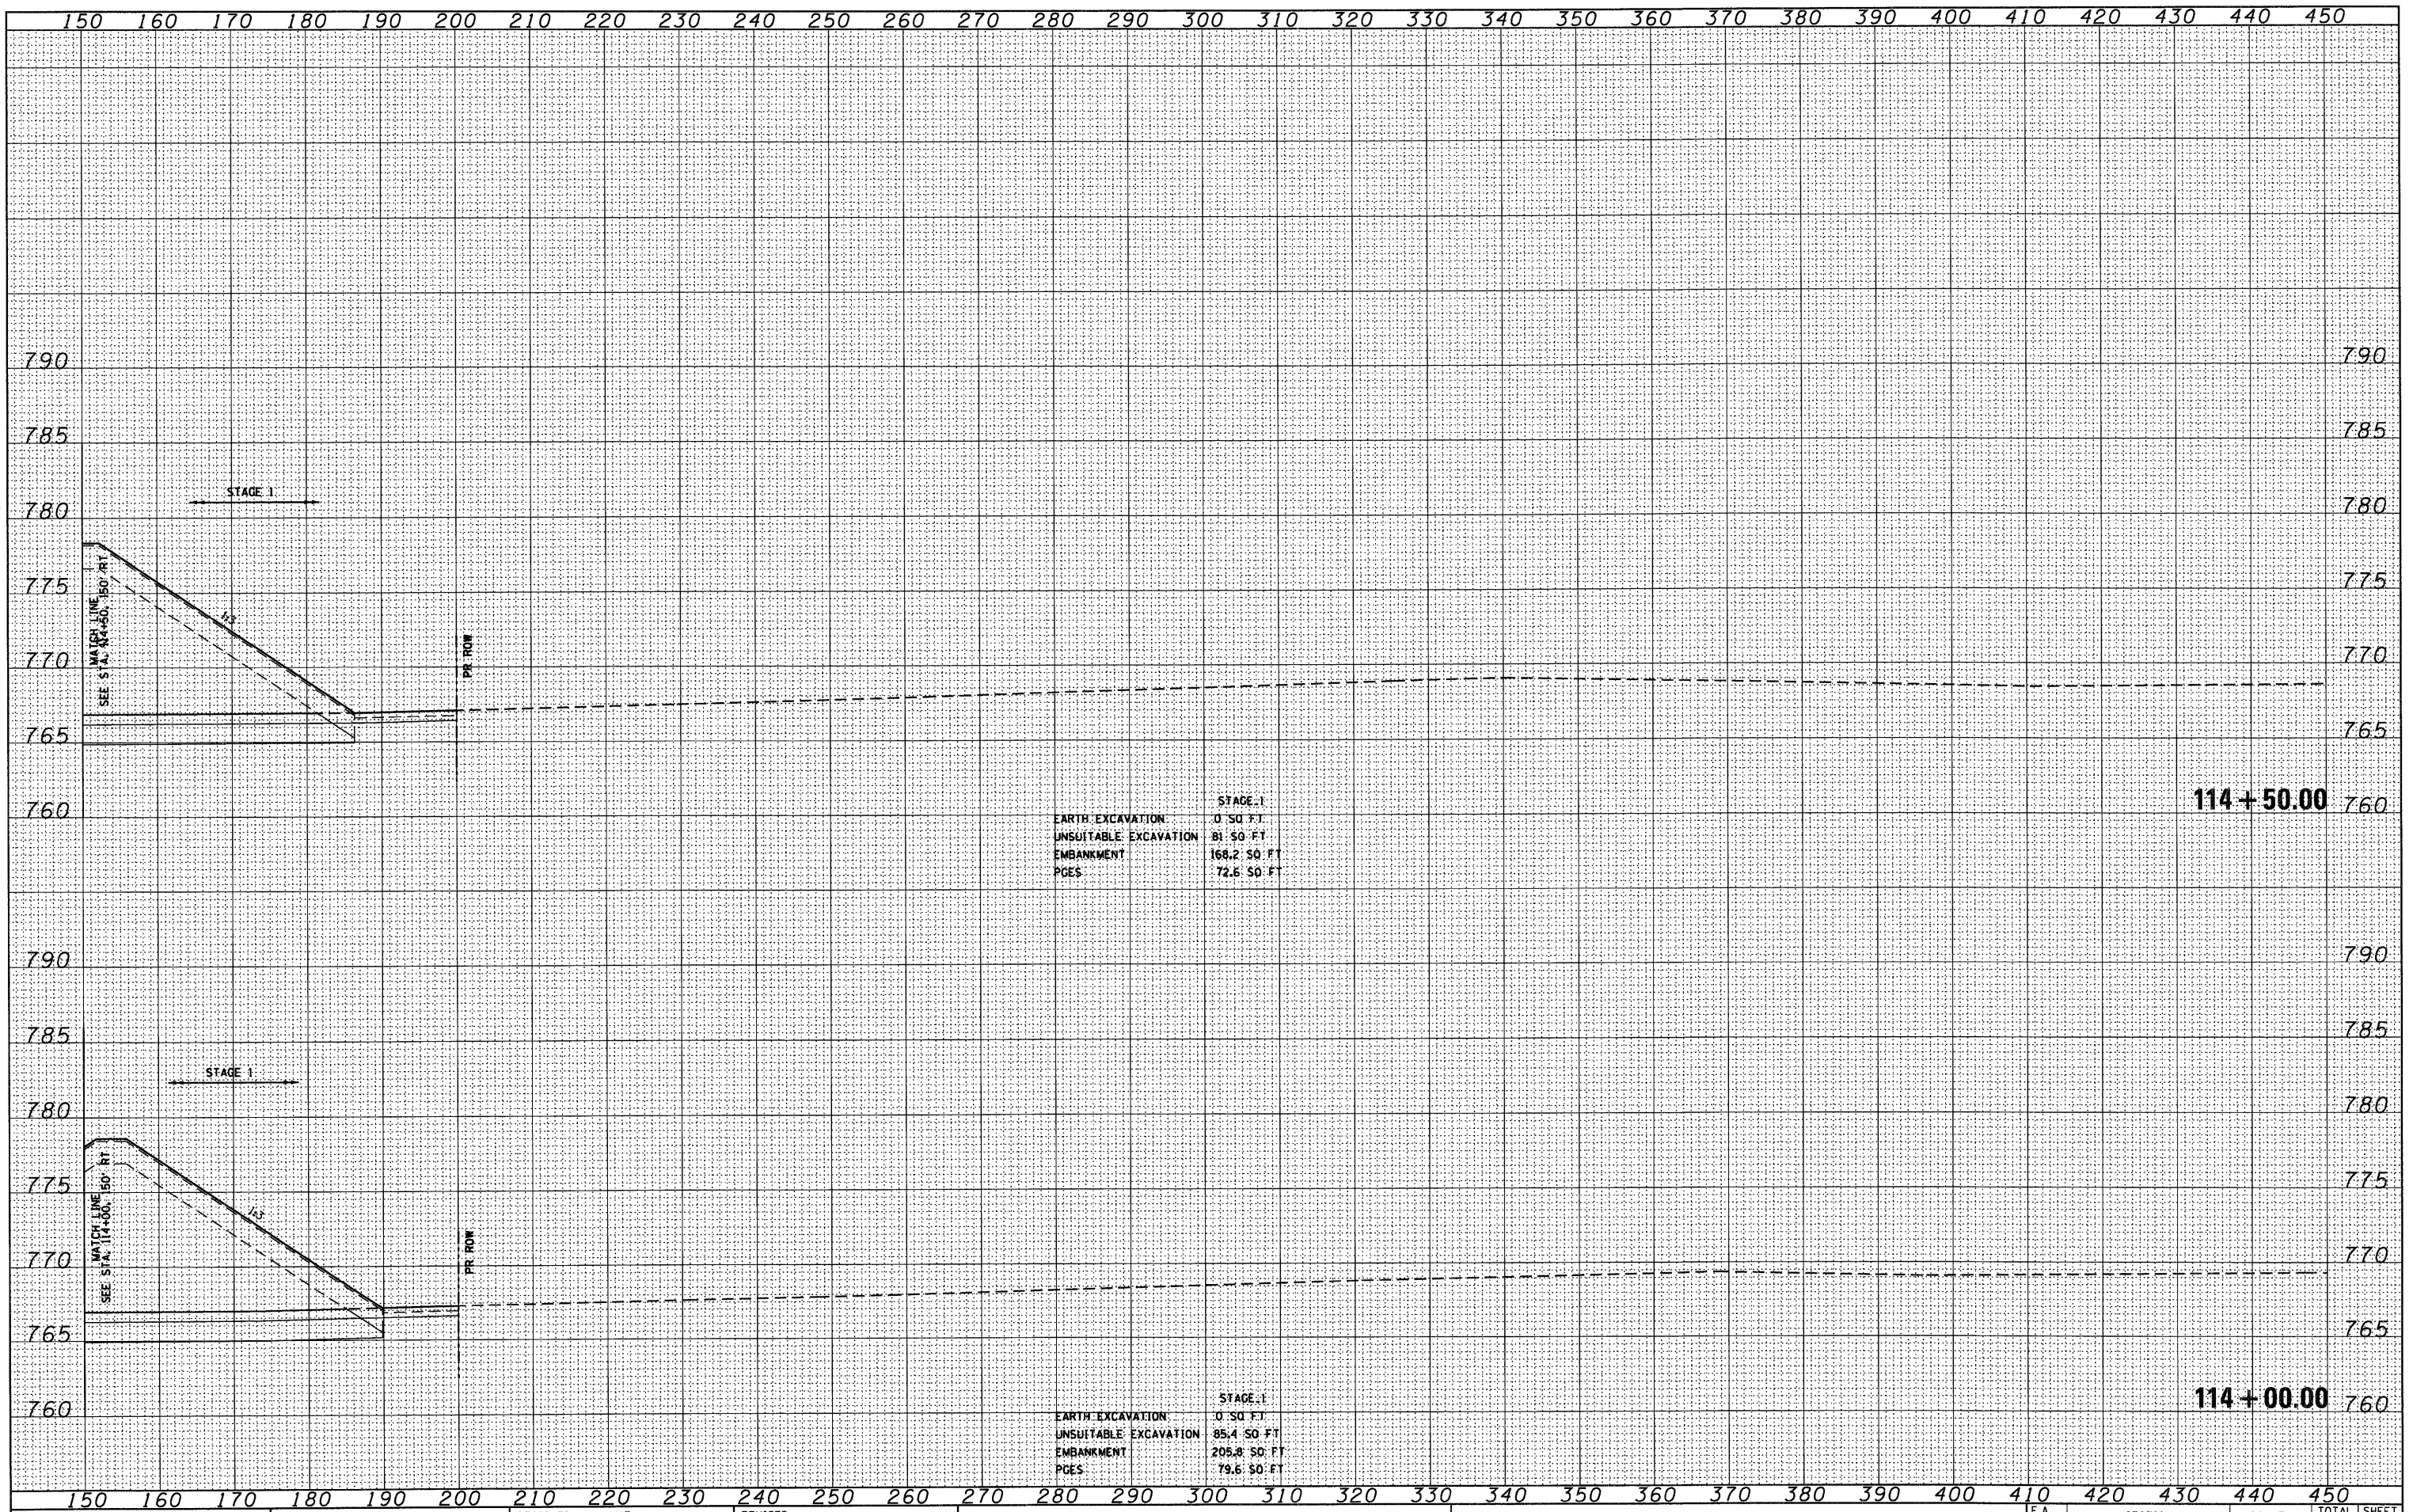 150 160 170 180 190 200 210 220 230 240 250 260 270 280 290 300 310 320 330 340 350 360 370 380 390 400 410 420 430 440 450
790 790
785 785
STAGE 1
780 780
775 775
MATCH LINE
SEE STA. 114+50, 150' RT
1:3
770 770
PR ROW
765 765
760 760
114+50.00
STAGE 1
EARTH EXCAVATION 0 SQ FT
UNSUITABLE EXCAVATION 81 SQ FT
EMBANKMENT 168.2 SQ FT
PGES 72.6 SQ FT
790 790
785 785
STAGE 1
780 780
775 775
MATCH LINE
SEE STA. 114+00, 150' RT
1:3
770 770
PR ROW
765 765
760 760
114+00.00
STAGE 1
EARTH EXCAVATION 0 SQ FT
UNSUITABLE EXCAVATION 85.4 SQ FT
EMBANKMENT 205.8 SQ FT
PGES 79.6 SQ FT
150 160 170 180 190 200 210 220 230 240 250 260 270 280 290 300 310 320 330 340 350 360 370 380 390 400 410 420 430 440 450
TOTAL SHEET